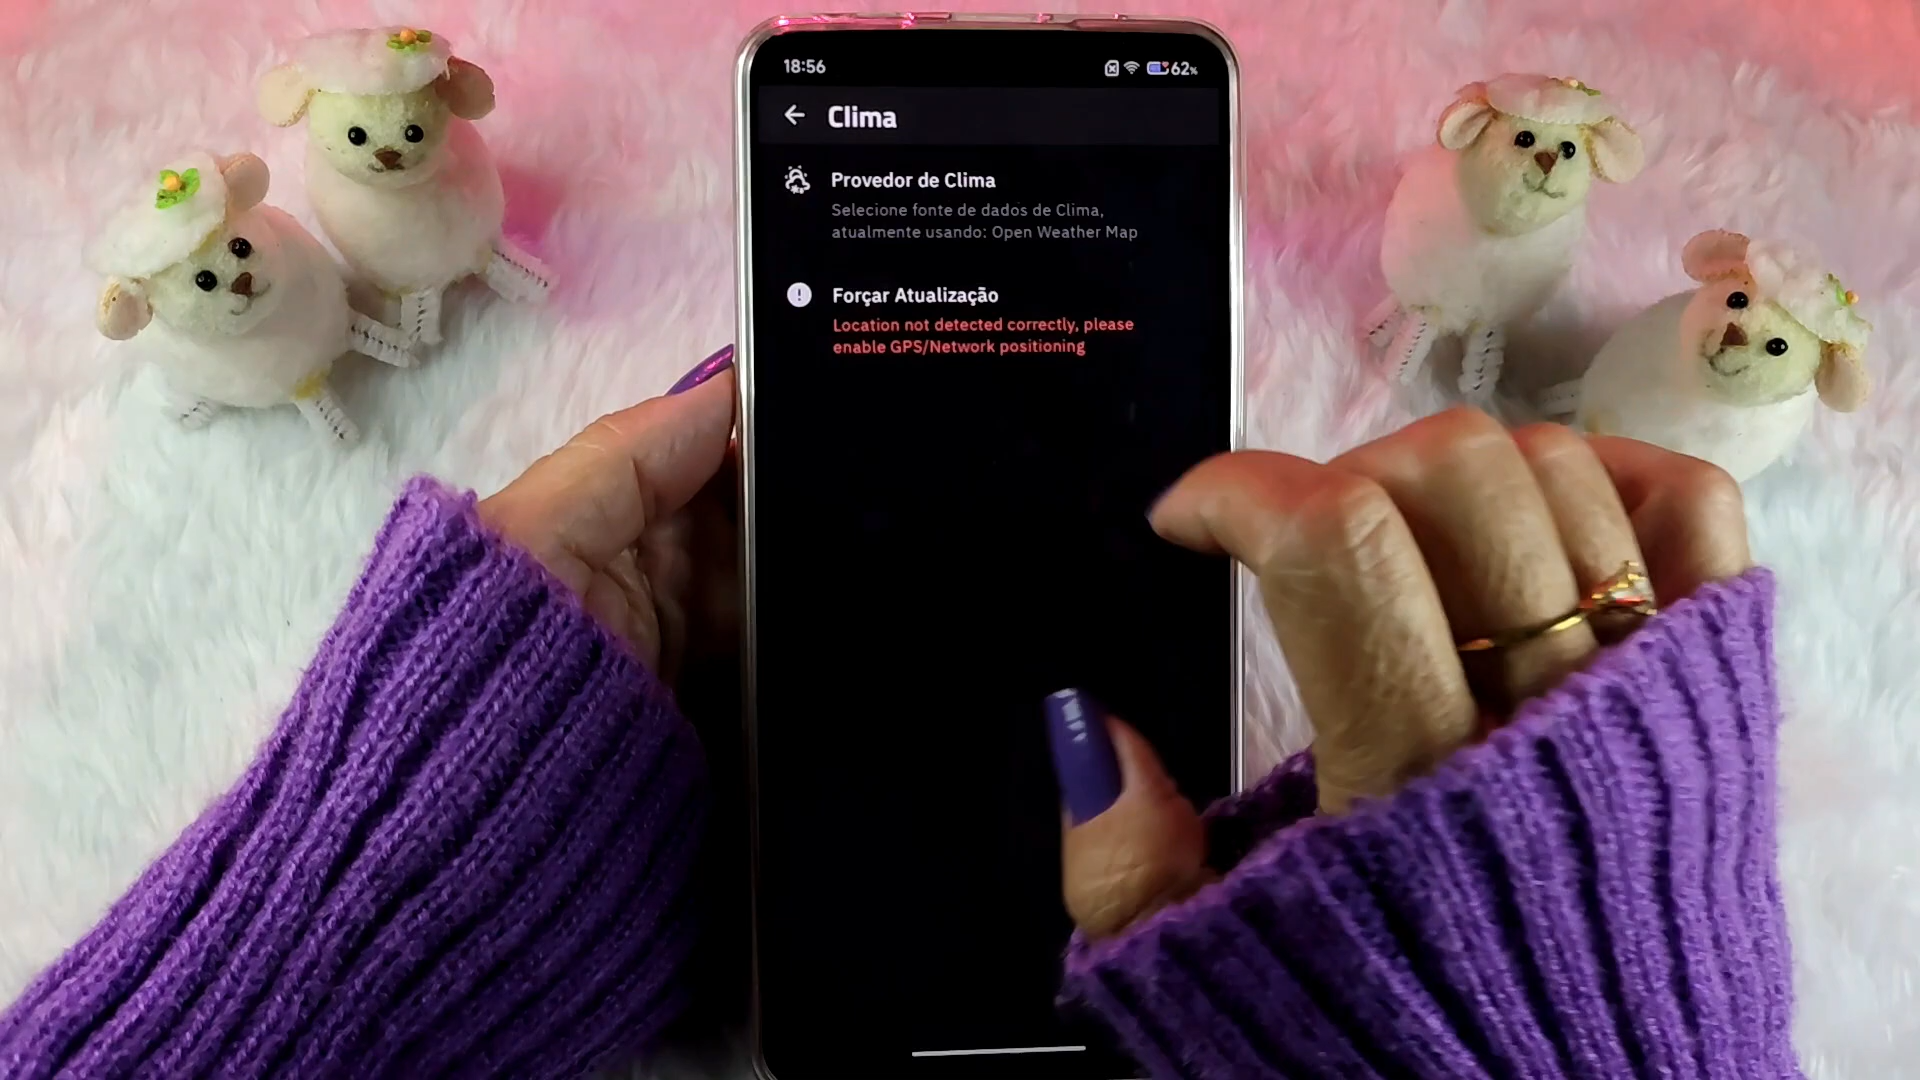 18:56
62%
Clima
Provedor de Clima
Selecione fonte de dados de Clima,
atualmente usando: Open Weather Map
Forçar Atualização
Location not detected correctly, please
enable GPS/Network positioning